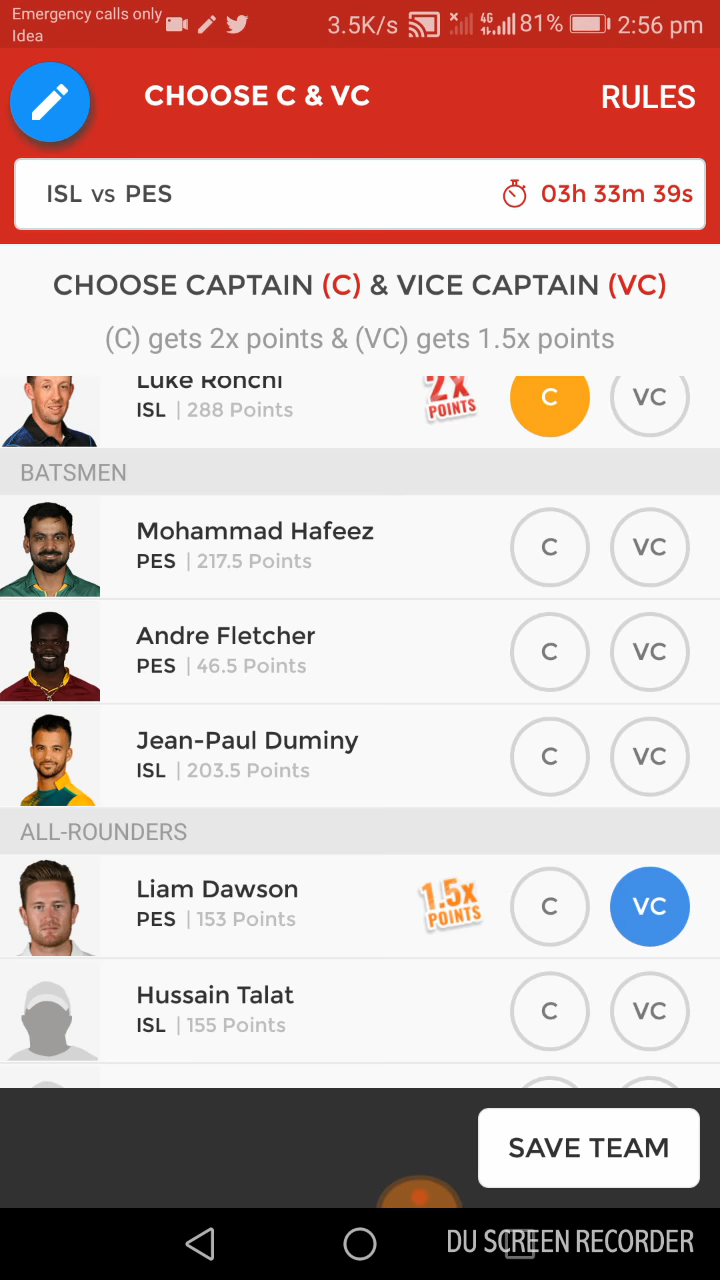 Emergency calls only
Idea
3.5K/s
4G
81%
2:56 pm
CHOOSE C & VC
RULES
ISL vs PES
03h 33m 39s
CHOOSE CAPTAIN (C) & VICE CAPTAIN (VC)
(C) gets 2x points & (VC) gets 1.5x points
Luke Ronchi
ISL | 288 Points
2X POINTS
C
VC
BATSMEN
Mohammad Hafeez
PES | 217.5 Points
C
VC
Andre Fletcher
PES | 46.5 Points
C
VC
Jean-Paul Duminy
ISL | 203.5 Points
C
VC
ALL-ROUNDERS
Liam Dawson
PES | 153 Points
1.5X POINTS
C
VC
Hussain Talat
ISL | 155 Points
C
VC
SAVE TEAM
DU SCREEN RECORDER